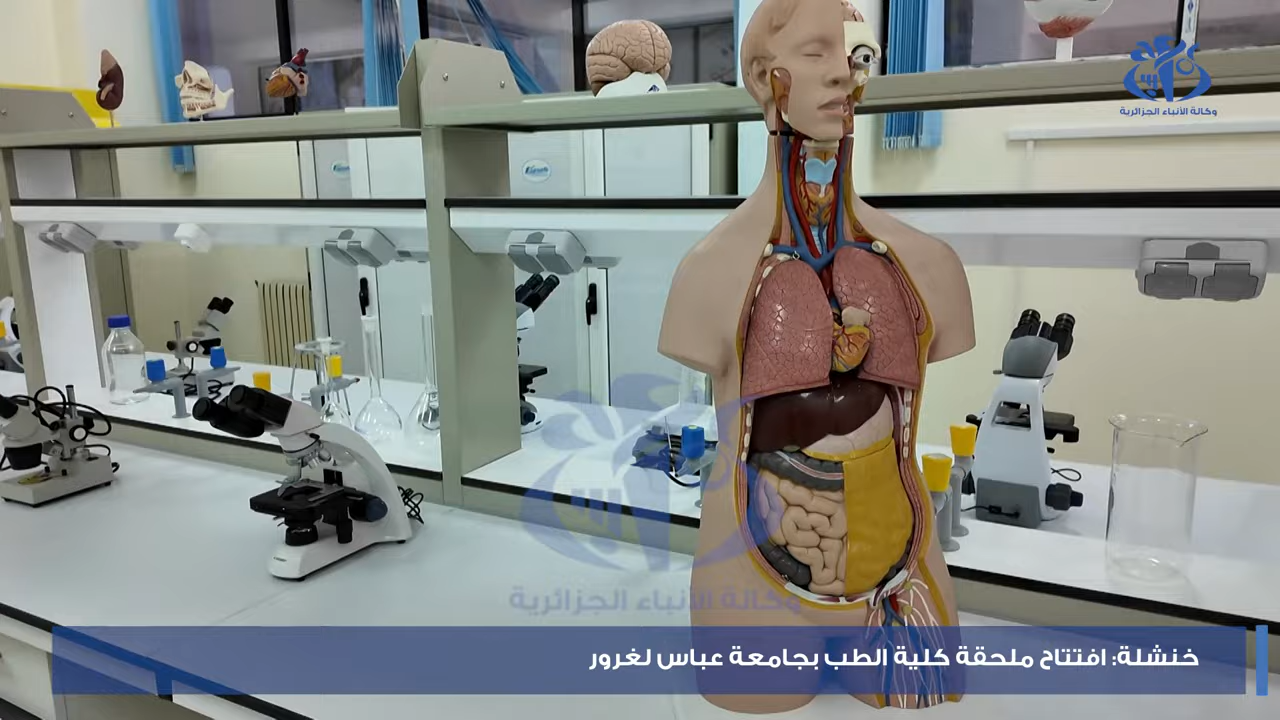 وكالة الأنباء الجزائرية
وكالة الأنباء الجزائرية
خنشلة: افتتاح ملحقة كلية الطب بجامعة عباس لغرور